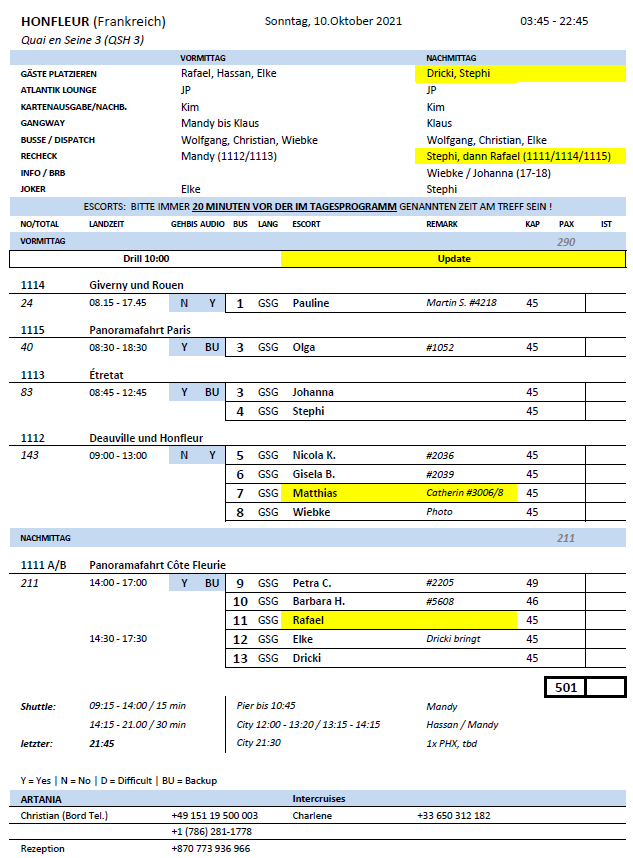 HONFLEUR (Frankreich) Sonntag, 10.Oktober 2021 03:45 - 22:45
Quai en Seine 3 (QSH 3)
VORMITTAG NACHMITTAG
GÄSTE PLATZIEREN Rafael, Hassan, Elke Dricki, Stephi
ATLANTIK LOUNGE JP JP
KARTENAUSGABE/NACHB. Kim Kim
GANGWAY Mandy bis Klaus Klaus
BUSSE / DISPATCH Wolfgang, Christian, Wiebke Wolfgang, Christian, Elke
RECHECK Mandy (1112/1113) Stephi, dann Rafael (1111/1114/1115)
INFO / BRB Wiebke / Johanna (17-18)
JOKER Elke Stephi
ESCORTS: BITTE IMMER 20 MINUTEN VOR DER IM TAGESPROGRAMM GENANNTEN ZEIT AM TREFF SEIN !
NO/TOTAL LANDZEIT GEHBIS AUDIO BUS LANG ESCORT REMARK KAP PAX IST
VORMITTAG 290
Drill 10:00 Update
1114 Giverny und Rouen
24 08.15 - 17.45 N Y 1 GSG Pauline Martin S. #4218 45
1115 Panoramafahrt Paris
40 08:30 - 18:30 Y BU 3 GSG Olga #1052 45
1113 Étretat
83 08:45 - 12:45 Y BU 3 GSG Johanna 45
4 GSG Stephi 45
1112 Deauville und Honfleur
143 09:00 - 13:00 N Y 5 GSG Nicola K. #2036 45
6 GSG Gisela B. #2039 45
7 GSG Matthias Catherin #3006/8 45
8 GSG Wiebke Photo 45
NACHMITTAG 211
1111 A/B Panoramafahrt Côte Fleurie
211 14:00 - 17:00 Y BU 9 GSG Petra C. #2205 49
10 GSG Barbara H. #5608 46
11 GSG Rafael 45
14:30 - 17:30 12 GSG Elke Dricki bringt 45
13 GSG Dricki 45
501
Shuttle: 09:15 - 14:00 / 15 min Pier bis 10:45 Mandy
14:15 - 21.00 / 30 min City 12:00 - 13:20 / 13:15 - 14:15 Hassan / Mandy
letzter: 21:45 City 21:30 1x PHX, tbd
Y = Yes | N = No | D = Difficult | BU = Backup
ARTANIA Intercruises
Christian (Bord Tel.) +49 151 19 500 003 Charlene +33 650 312 182
+1 (786) 281-1778
Rezeption +870 773 936 966